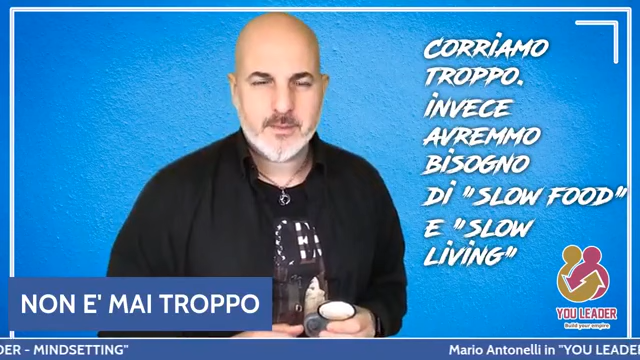 CORRIAMO
TROPPO.
INVECE
AVREMMO
BISOGNO
DI "SLOW FOOD"
E "SLOW
LIVING"
YOU LEADER
Build your empire
NON E' MAI TROPPO
DER - MINDSETTING"
Mario Antonelli in "YOU LEADE